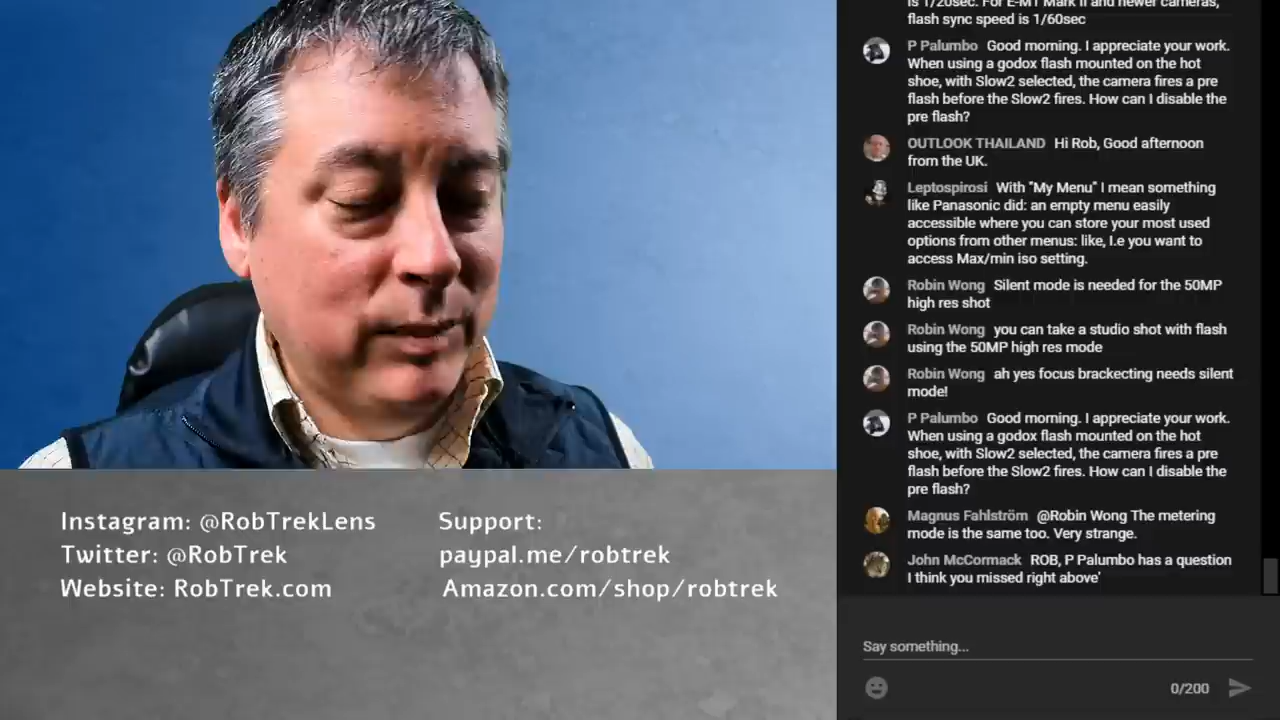 Instagram: @RobTrekLens
Twitter: @RobTrek
Website: RobTrek.com
Support:
paypal.me/robtrek
Amazon.com/shop/robtrek
is 1/20sec. For E-M1 Mark II and newer cameras,
flash sync speed is 1/60sec
P Palumbo Good morning. I appreciate your work.
When using a godox flash mounted on the hot
shoe, with Slow2 selected, the camera fires a pre
flash before the Slow2 fires. How can I disable the
pre flash?
OUTLOOK THAILAND Hi Rob, Good afternoon
from the UK.
Leptospirosi With "My Menu" I mean something
like Panasonic did: an empty menu easily
accessible where you can store your most used
options from other menus: like, I.e you want to
access Max/min iso setting.
Robin Wong Silent mode is needed for the 50MP
high res shot
Robin Wong you can take a studio shot with flash
using the 50MP high res mode
Robin Wong ah yes focus brackecting needs silent
mode!
P Palumbo Good morning. I appreciate your work.
When using a godox flash mounted on the hot
shoe, with Slow2 selected, the camera fires a pre
flash before the Slow2 fires. How can I disable the
pre flash?
Magnus Fahlström @Robin Wong The metering
mode is the same too. Very strange.
John McCormack ROB, P Palumbo has a question
I think you missed right above'
Say something...
0/200